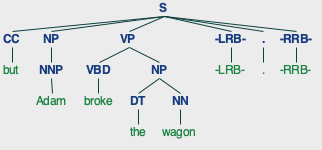 S
CC NP VP -LRB- . -RRB-
but NNP VBD NP -LRB- . -RRB-
Adam broke DT NN
the wagon